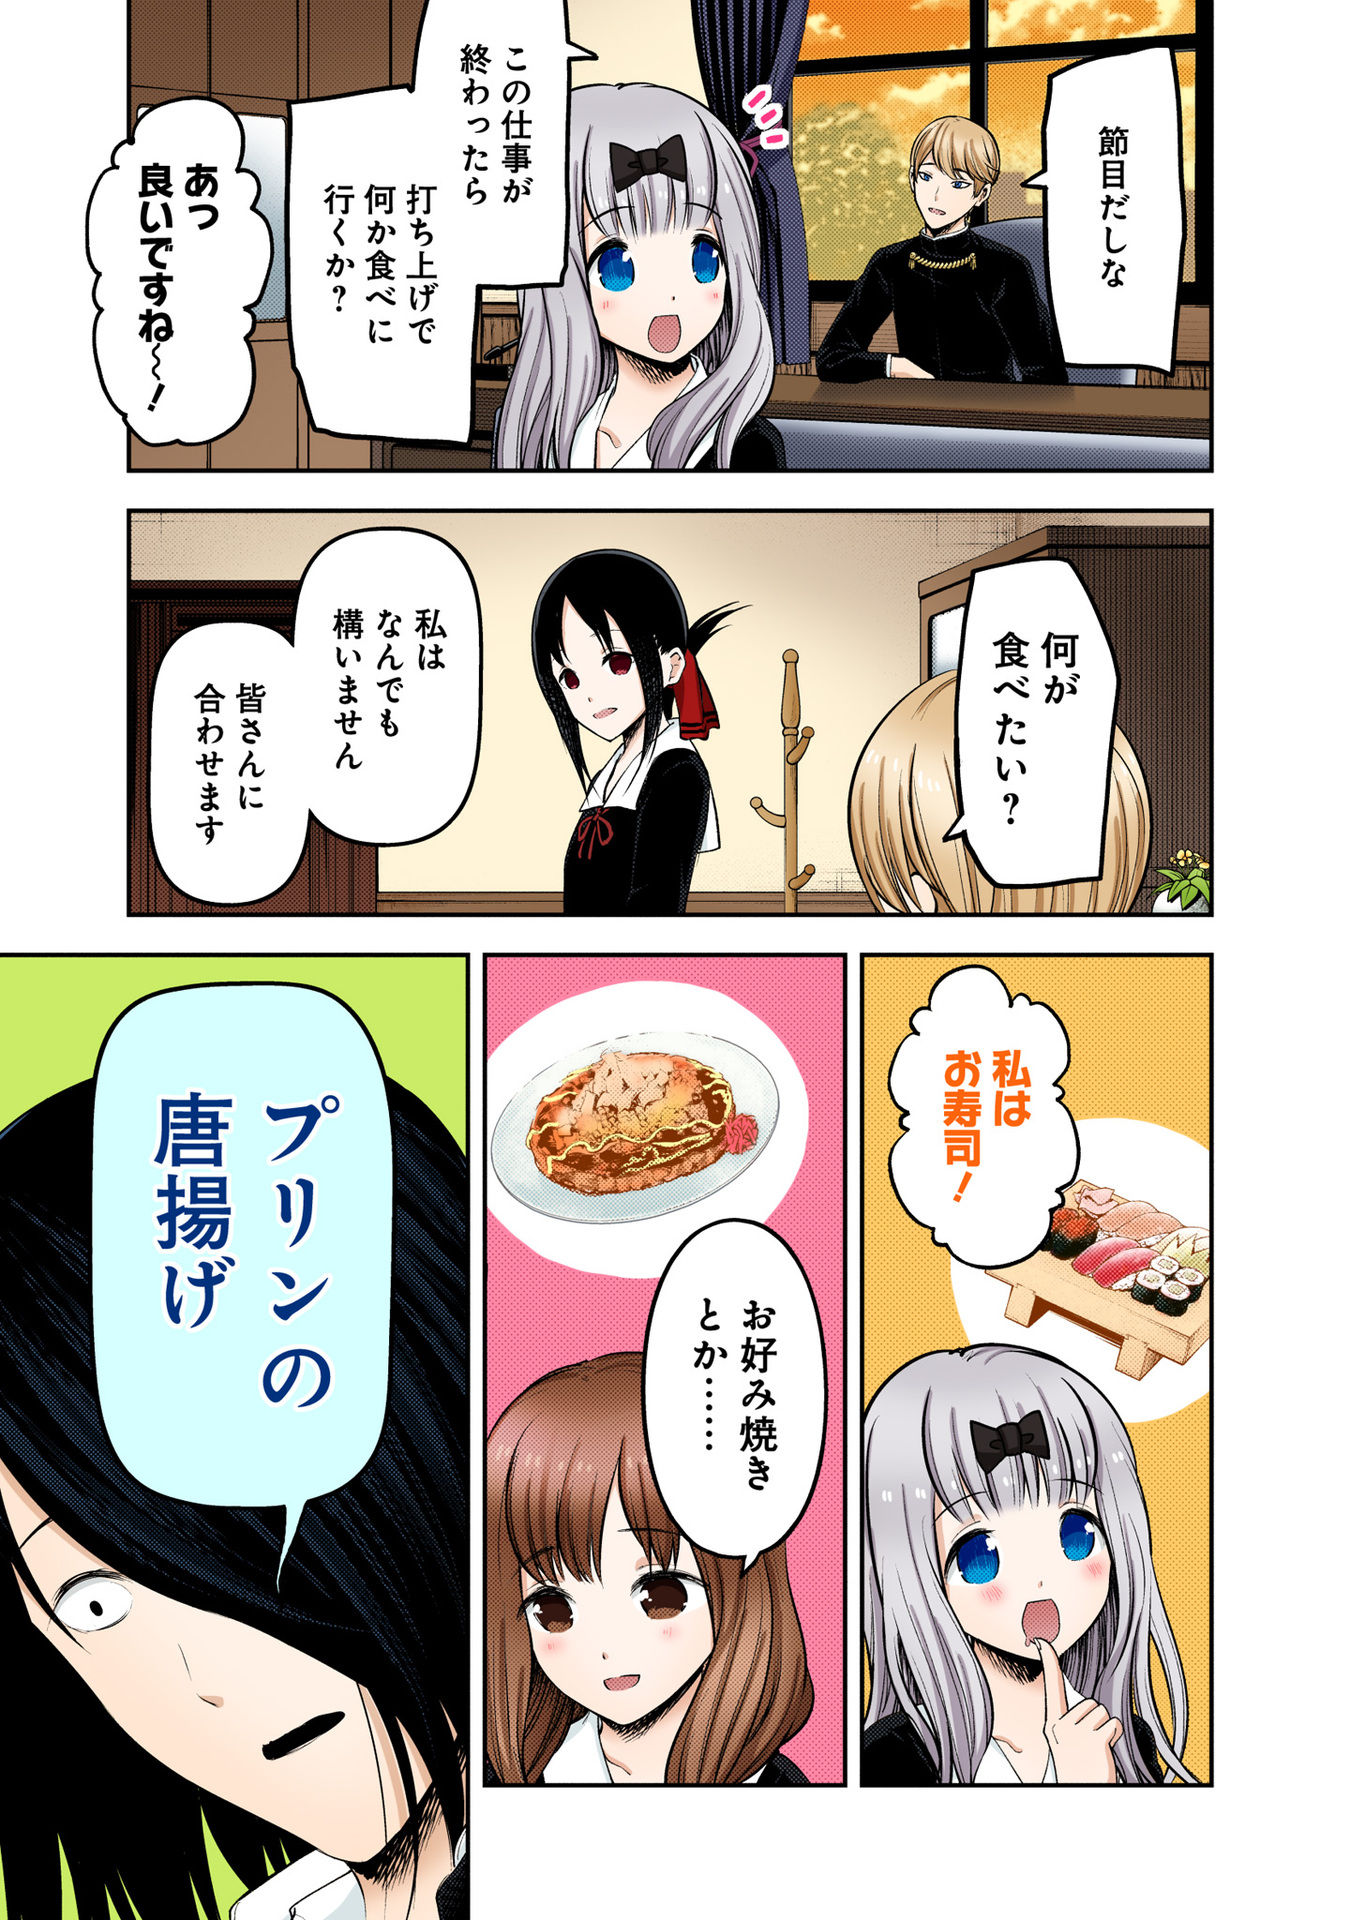 節目だしな
この仕事が
終わったら
打ち上げで
何か食べに
行くか？
あっ
良いですね～！
何が
食べたい？
私は
なんでも
構いません
皆さんに
合わせます
私は
お寿司！
お好み焼き
とか……
プリンの
唐揚げ